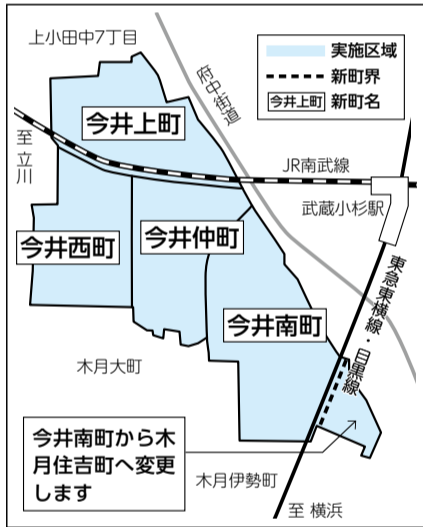 上小田中7丁目
府中街道
実施区域
新町界
今井上町 新町名
今井上町
至 立川
JR南武線
武蔵小杉駅
今井西町
今井仲町
今井南町
東急東横線・目黒線
木月大町
今井南町から木
月住吉町へ変更
します
木月伊勢町
至 横浜